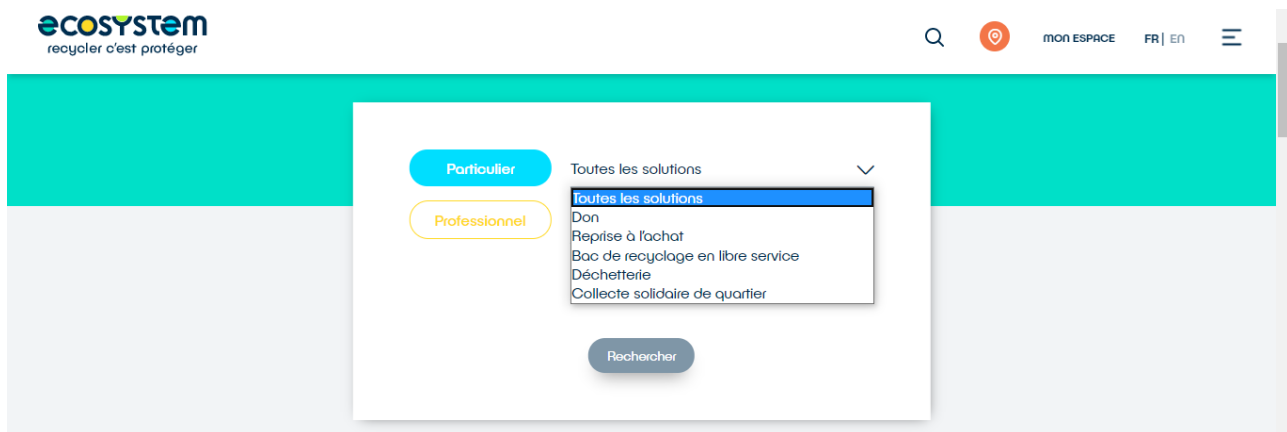 ecosystem
recycler c'est protéger
MON ESPACE
FR| En
Particulier
Toutes les solutions
Toutes les solutions
Professionnel
Don
Reprise à l'achat
Bac de recyclage en libre service
Déchetterie
Collecte solidaire de quartier
Rechercher